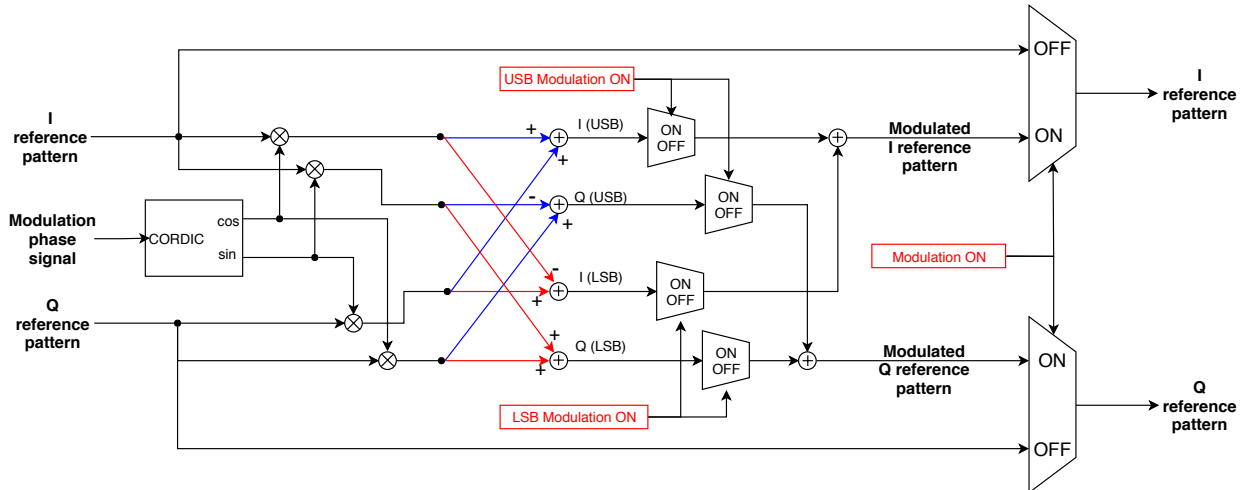 OFF
USB Modulation ON
I
reference
pattern
I
reference
pattern
+
+
I (USB)
ON
OFF
Modulated
I reference
pattern
ON
-
+
Q (USB)
ON
OFF
Modulation
phase
signal
CORDIC
cos
sin
Modulation ON
-
+
I (LSB)
ON
OFF
Q
reference
pattern
+
+
Q (LSB)
ON
OFF
Modulated
Q reference
pattern
ON
Q
reference
pattern
LSB Modulation ON
OFF